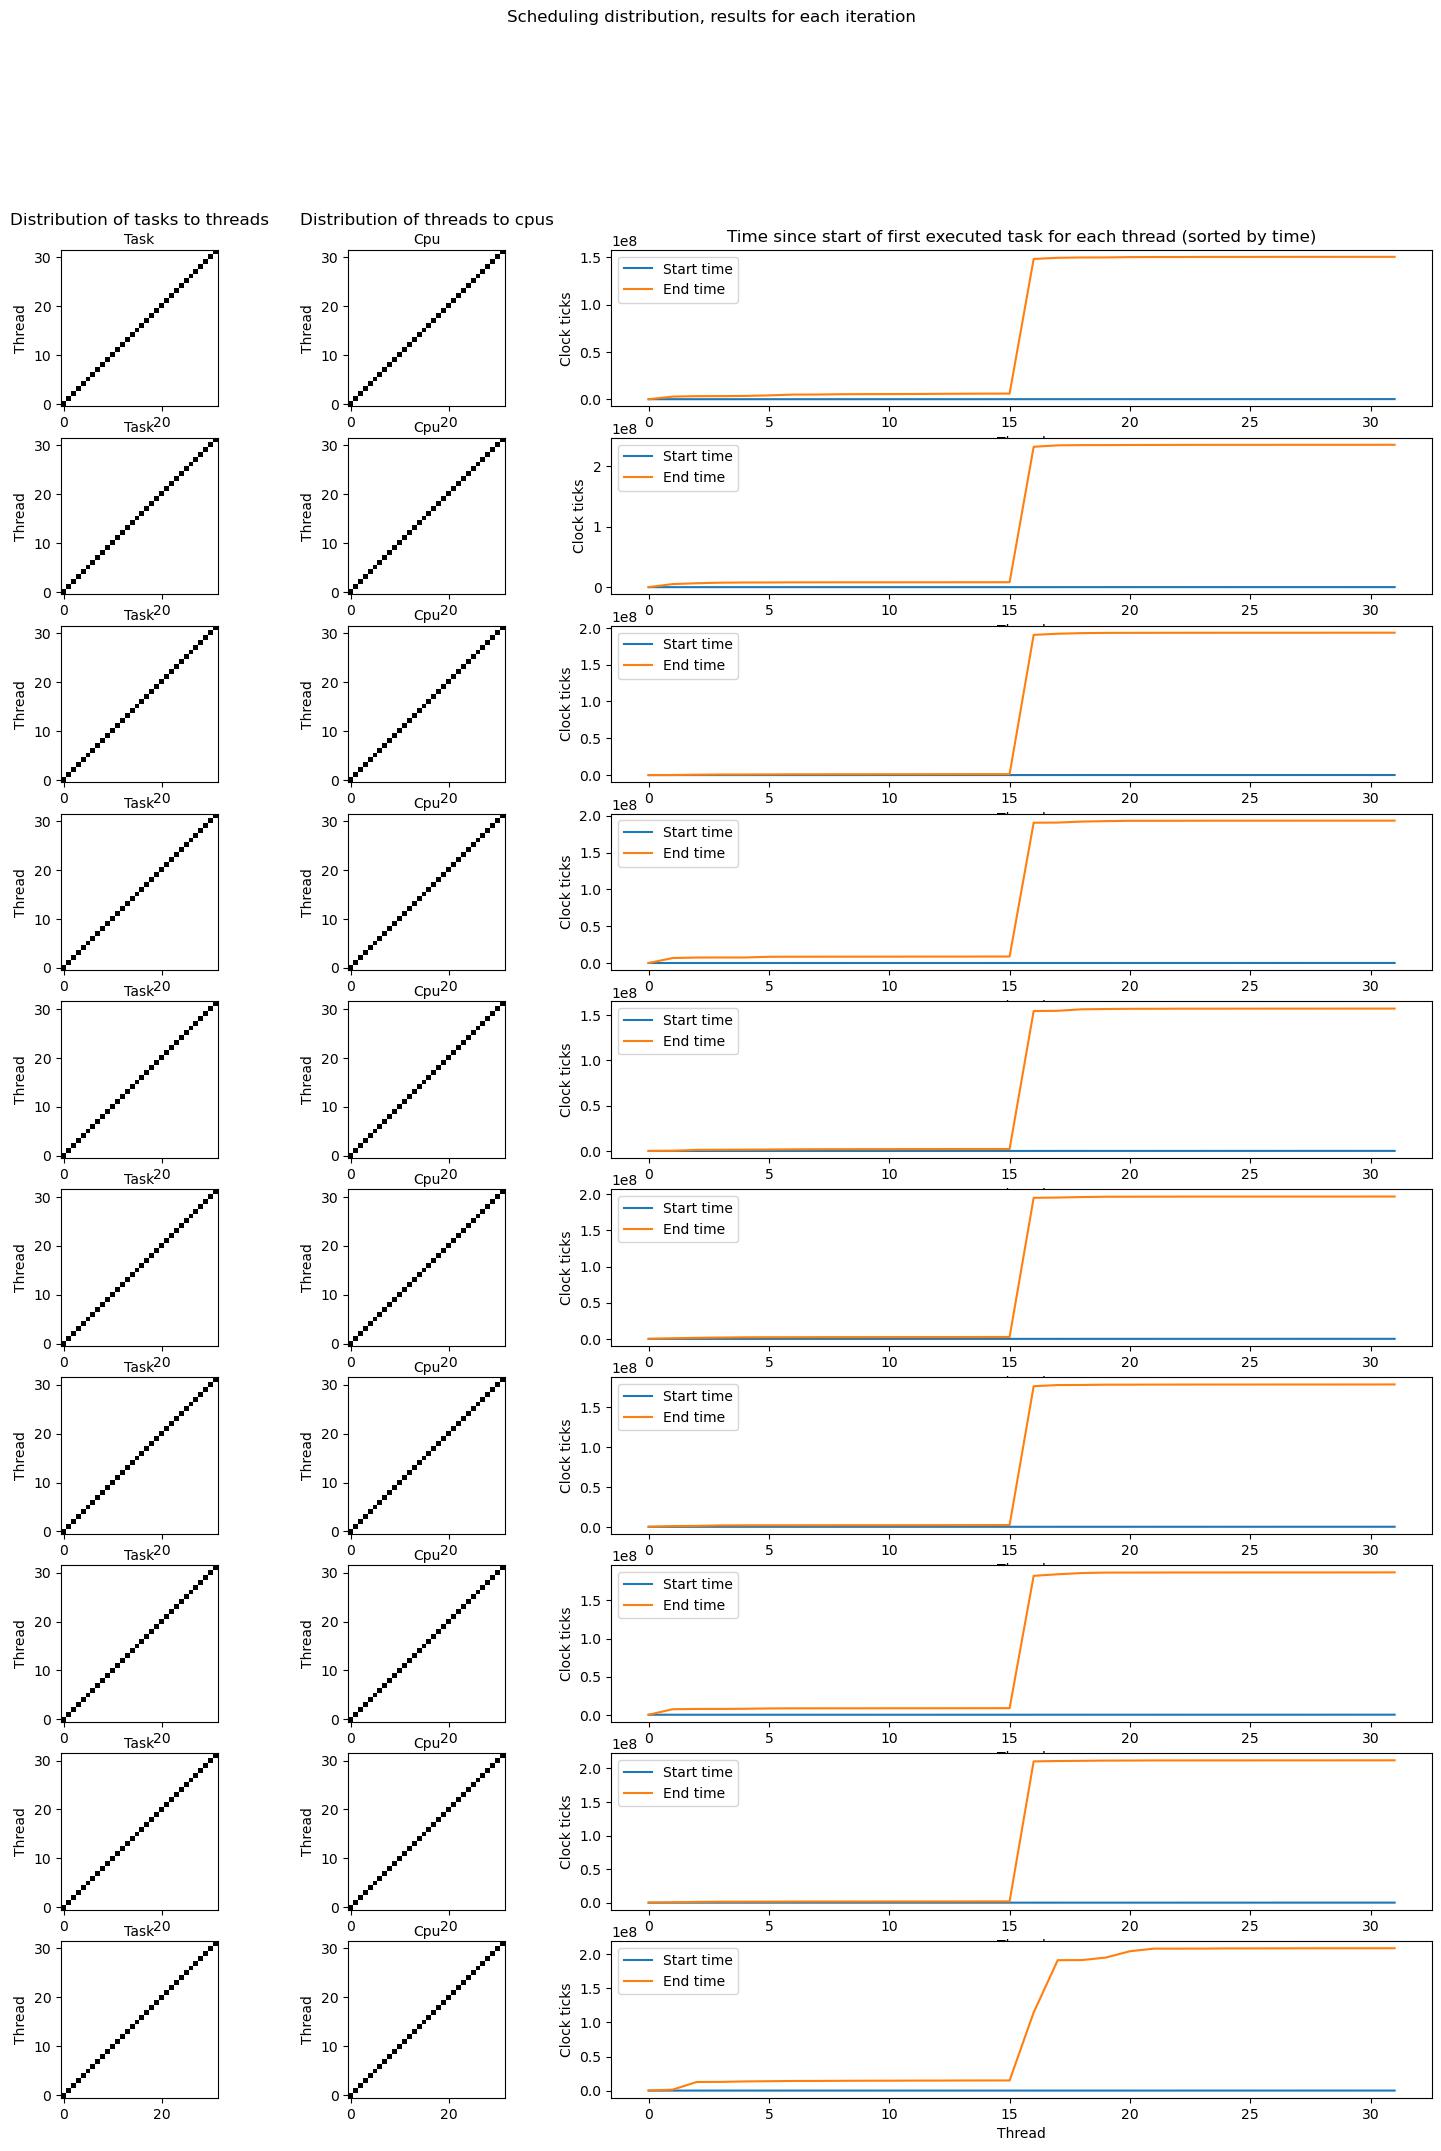 Scheduling distribution, results for each iteration
Distribution of tasks to threads
Distribution of threads to cpus
Time since start of first executed task for each thread (sorted by time)
Task
Thread
30
20
10
0
0 20
Cpu
Thread
30
20
10
0
0 20
1e8
Clock ticks
1.5
1.0
0.5
0.0
Start time
End time
0 5 10 15 20 25 30
Task
Thread
30
20
10
0
0 20
Cpu
Thread
30
20
10
0
0 20
1e8
Clock ticks
2
1
0
Start time
End time
0 5 10 15 20 25 30
Task
Thread
30
20
10
0
0 20
Cpu
Thread
30
20
10
0
0 20
1e8
Clock ticks
2.0
1.5
1.0
0.5
0.0
Start time
End time
0 5 10 15 20 25 30
Task
Thread
30
20
10
0
0 20
Cpu
Thread
30
20
10
0
0 20
1e8
Clock ticks
2.0
1.5
1.0
0.5
0.0
Start time
End time
0 5 10 15 20 25 30
Task
Thread
30
20
10
0
0 20
Cpu
Thread
30
20
10
0
0 20
1e8
Clock ticks
1.5
1.0
0.5
0.0
Start time
End time
0 5 10 15 20 25 30
Task
Thread
30
20
10
0
0 20
Cpu
Thread
30
20
10
0
0 20
1e8
Clock ticks
2.0
1.5
1.0
0.5
0.0
Start time
End time
0 5 10 15 20 25 30
Task
Thread
30
20
10
0
0 20
Cpu
Thread
30
20
10
0
0 20
1e8
Clock ticks
1.5
1.0
0.5
0.0
Start time
End time
0 5 10 15 20 25 30
Task
Thread
30
20
10
0
0 20
Cpu
Thread
30
20
10
0
0 20
1e8
Clock ticks
1.5
1.0
0.5
0.0
Start time
End time
0 5 10 15 20 25 30
Task
Thread
30
20
10
0
0 20
Cpu
Thread
30
20
10
0
0 20
1e8
Clock ticks
2.0
1.5
1.0
0.5
0.0
Start time
End time
0 5 10 15 20 25 30
Task
Thread
30
20
10
0
0 20
Cpu
Thread
30
20
10
0
0 20
1e8
Clock ticks
2.0
1.5
1.0
0.5
0.0
Start time
End time
0 5 10 15 20 25 30
Thread